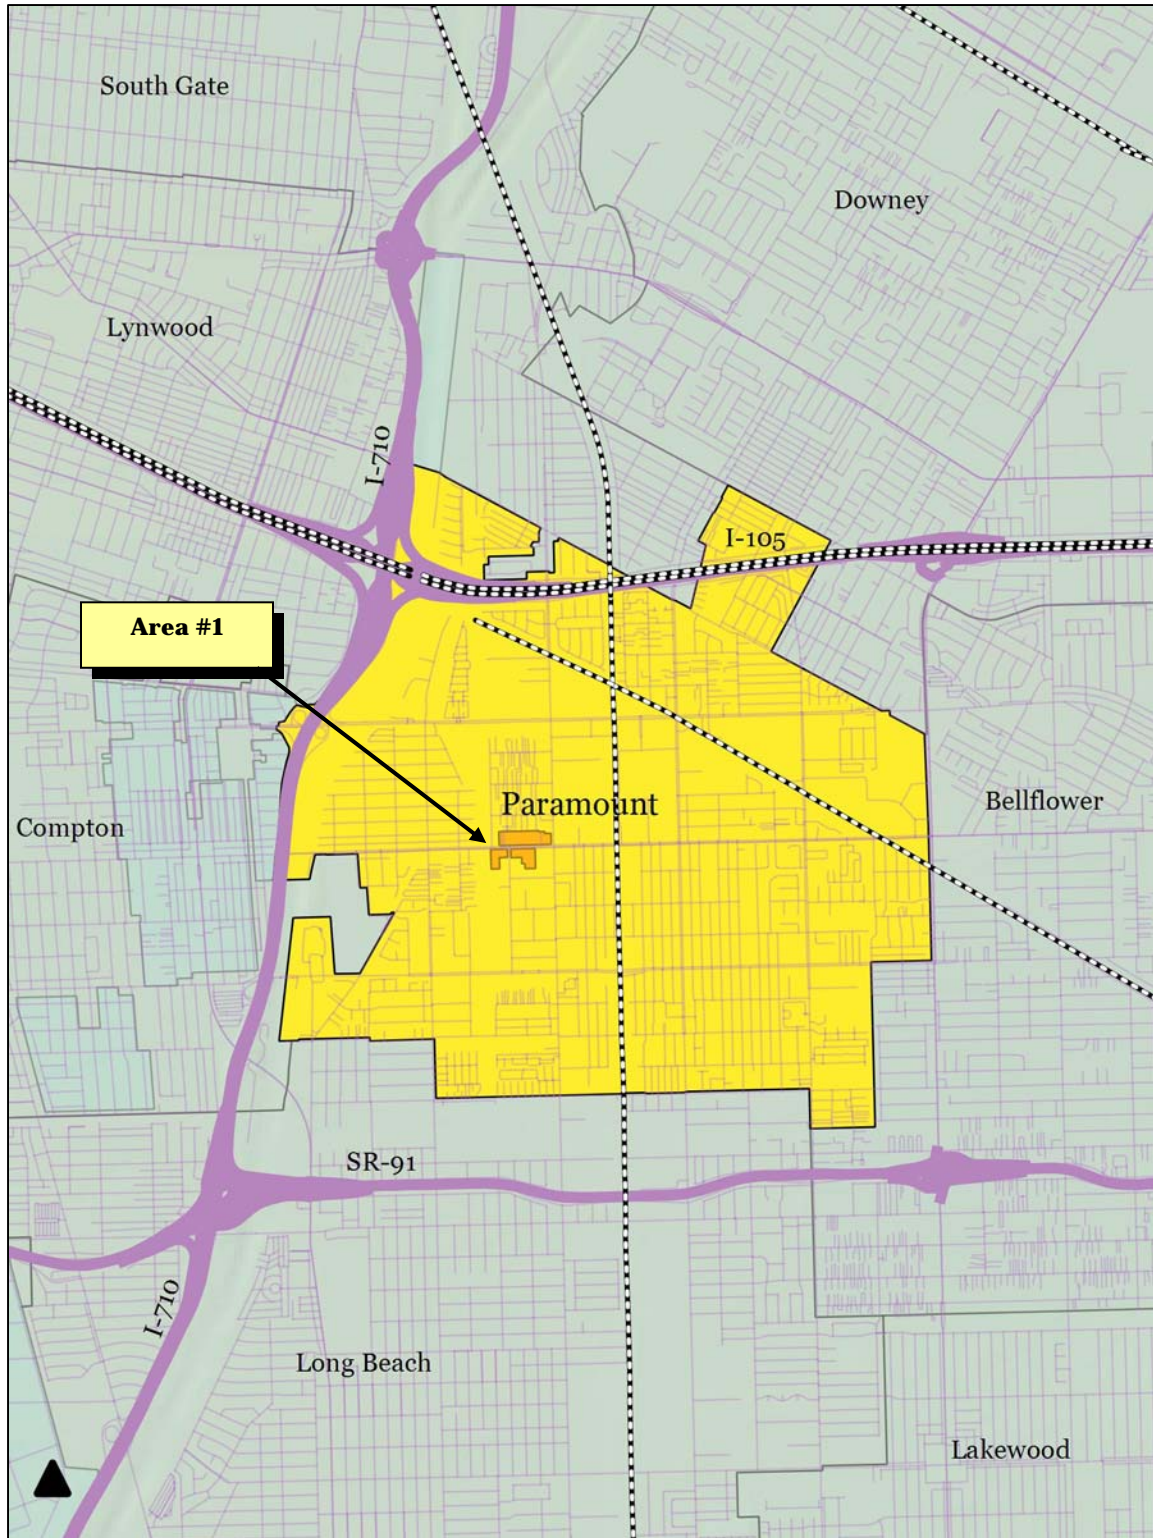 South Gate
Downey
Lynwood
I-710
I-105
Area #1
Paramount
Bellflower
Compton
SR-91
I-710
Long Beach
Lakewood